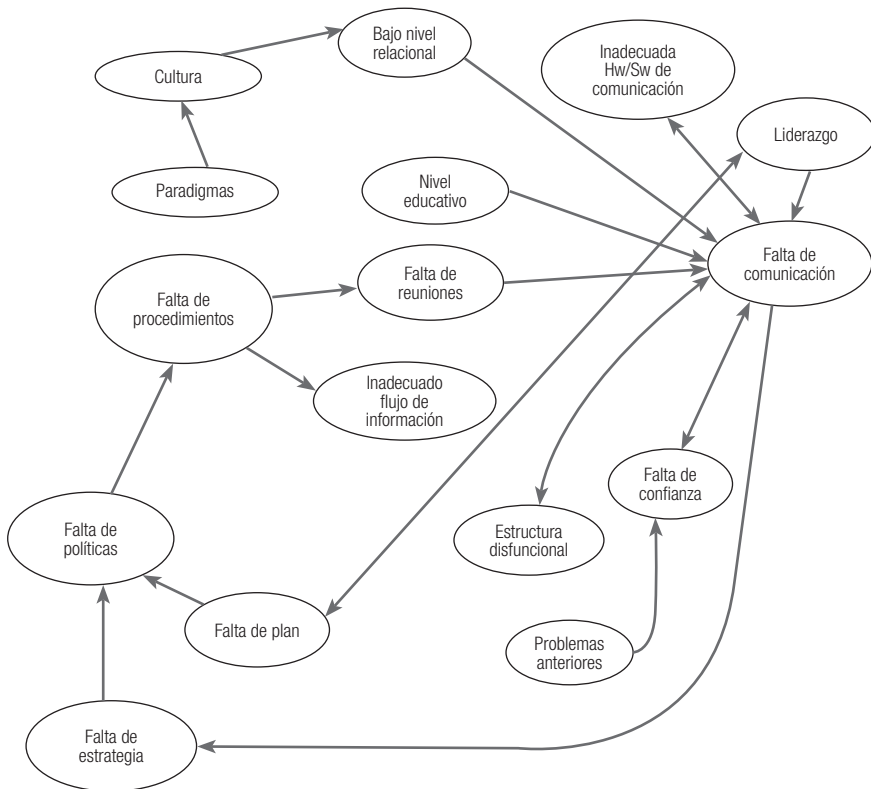 Bajo nivel
relacional
Inadecuada
Hw/Sw de
comunicación
Cultura
Liderazgo
Paradigmas
Nivel
educativo
Falta de
comunicación
Falta de
procedimientos
Falta de
reuniones
Inadecuado
flujo de
información
Falta de
confianza
Falta de
políticas
Estructura
disfuncional
Falta de plan
Problemas
anteriores
Falta de
estrategia